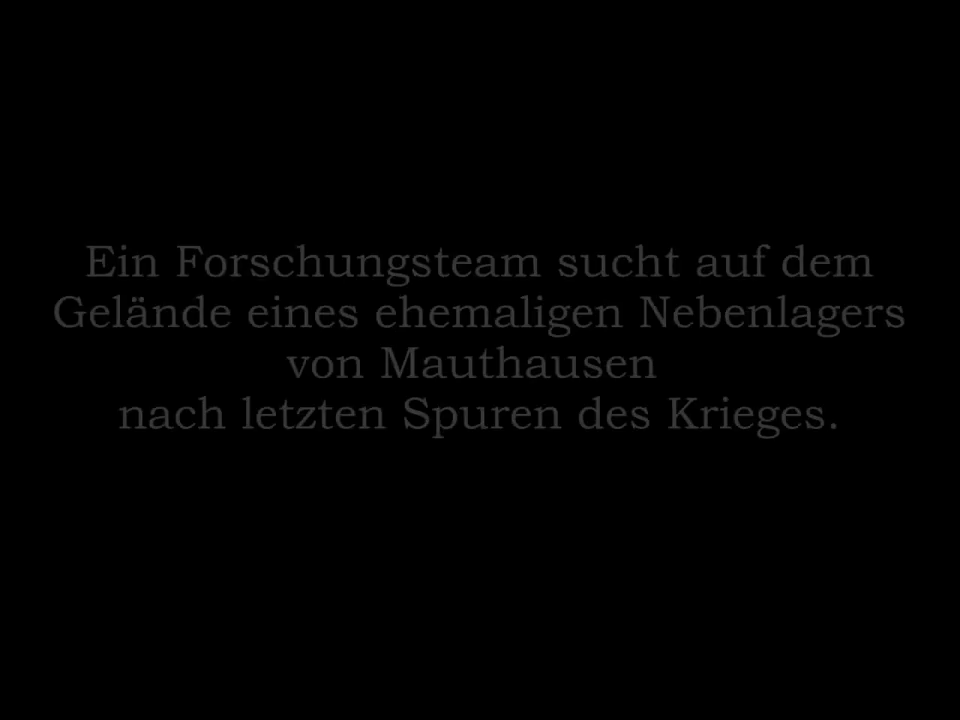 Ein Forschungsteam sucht auf dem
Gelände eines ehemaligen Nebenlagers
von Mauthausen
nach letzten Spuren des Krieges.